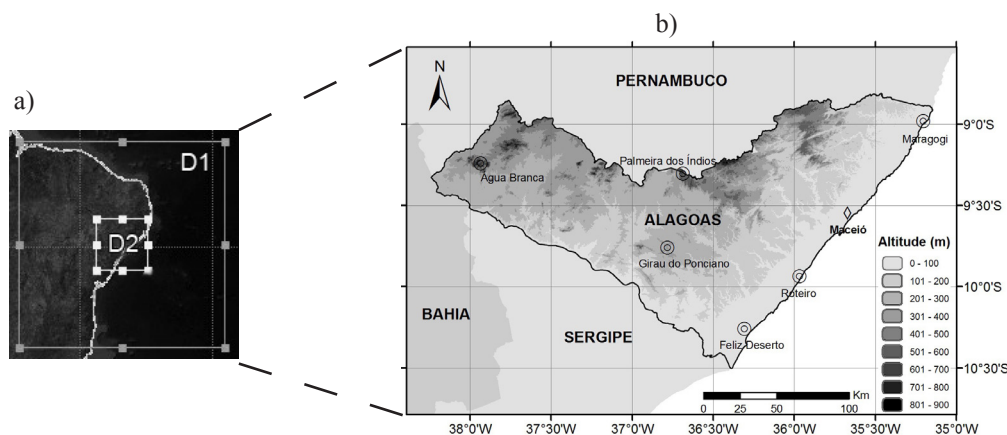 a)
D1
D2
b)
N
PERNAMBUCO
9°0'S
Maragogi
Palmeira dos Índios
Água Branca
9°30'S
ALAGOAS
Maceió
Altitude (m)
Girau do Ponciano
0 - 100
101 - 200
Roteiro
10°0'S
201 - 300
BAHIA
301 - 400
SERGIPE
Feliz Deserto
401 - 500
501 - 600
601 - 700
10°30'S
701 - 800
Km
801 - 900
0 25 50 100
38°0'W 37°30'W 37°0'W 36°30'W 36°0'W 35°30'W 35°0'W